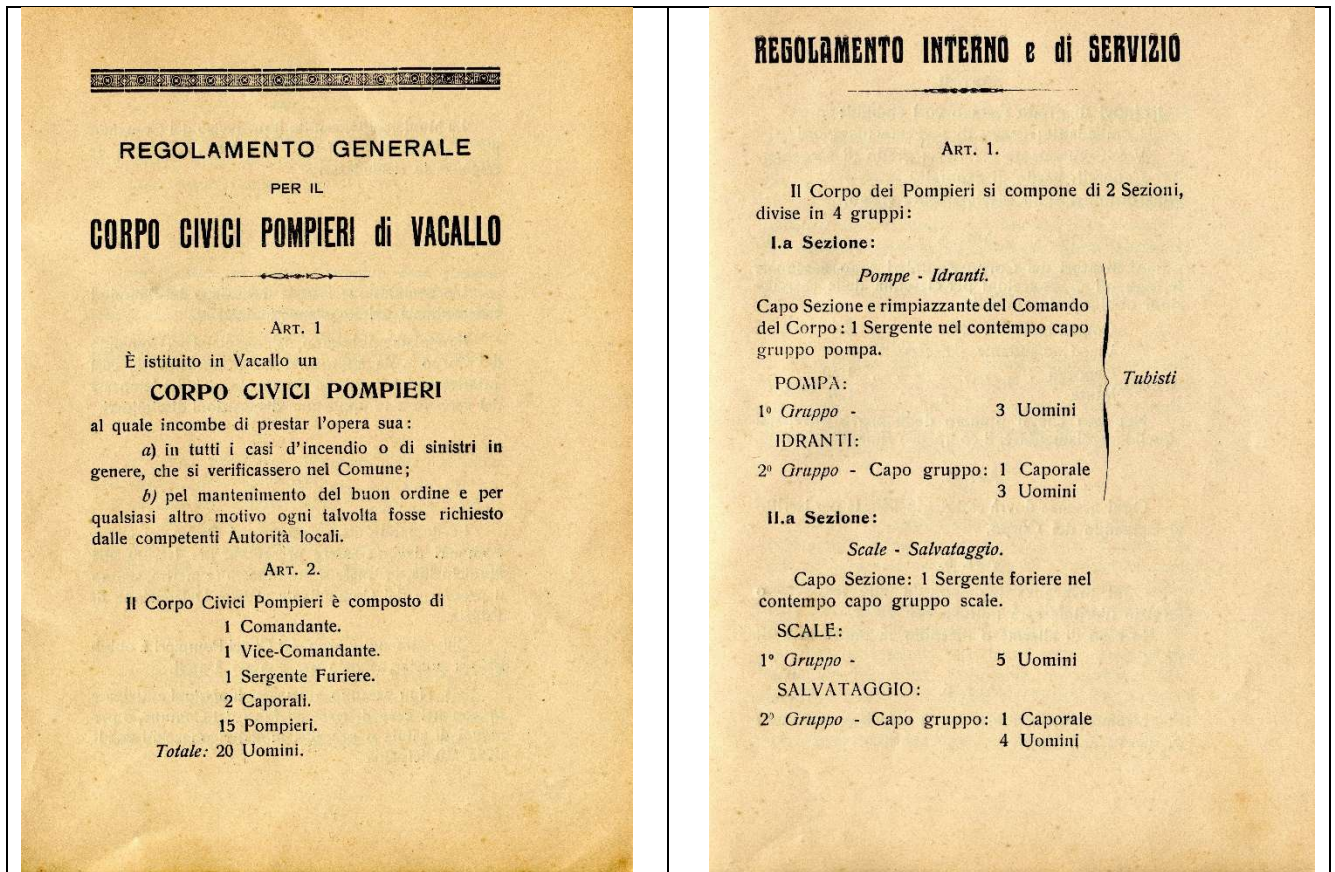 REGOLAMENTO GENERALE
PER IL
CORPO CIVICI POMPIERI di VACALLO
ART. 1
È istituito in Vacallo un
CORPO CIVICI POMPIERI
al quale incombe di prestar l'opera sua:
a) in tutti i casi d'incendio o di sinistri in
genere, che si verificassero nel Comune;
b) pel mantenimento del buon ordine e per
qualsiasi altro motivo ogni talvolta fosse richiesto
dalle competenti Autorità locali.
ART. 2.
Il Corpo Civici Pompieri è composto di
1 Comandante.
1 Vice-Comandante.
1 Sergente Furiere.
2 Caporali.
15 Pompieri.
Totale: 20 Uomini.
REGOLAMENTO INTERNO e di SERVIZIO
ART. 1.
Il Corpo dei Pompieri si compone di 2 Sezioni,
divise in 4 gruppi:
I.a Sezione:
Pompe - Idranti.
Capo Sezione e rimpiazzante del Comando
del Corpo: 1 Sergente nel contempo capo
gruppo pompa.
POMPA:
1º Gruppo - 3 Uomini
IDRANTI:
2º Gruppo - Capo gruppo: 1 Caporale
3 Uomini
Tubisti
II.a Sezione:
Scale - Salvataggio.
Capo Sezione: 1 Sergente foriere nel
contempo capo gruppo scale.
SCALE:
1º Gruppo - 5 Uomini
SALVATAGGIO:
2º Gruppo - Capo gruppo: 1 Caporale
4 Uomini